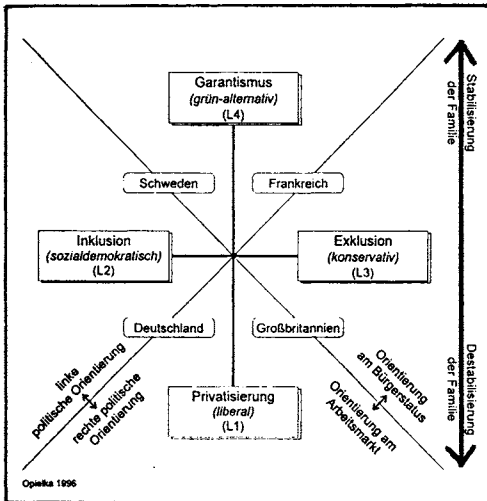 Garantismus
(grün-alternativ)
(L4)
Stabilisierung
der Familie
Schweden
Frankreich
Inklusion
(sozialdemokratisch)
(L2)
Exklusion
(konservativ)
(L3)
Deutschland
Großbritannien
linke
politische Orientierung
rechte politische
Orientierung
Privatisierung
(liberal)
(L1)
Orientierung
am Bürgerstatus
Orientierung am
Arbeitsmarkt
Destabilisierung
der Familie
Opielka 1996